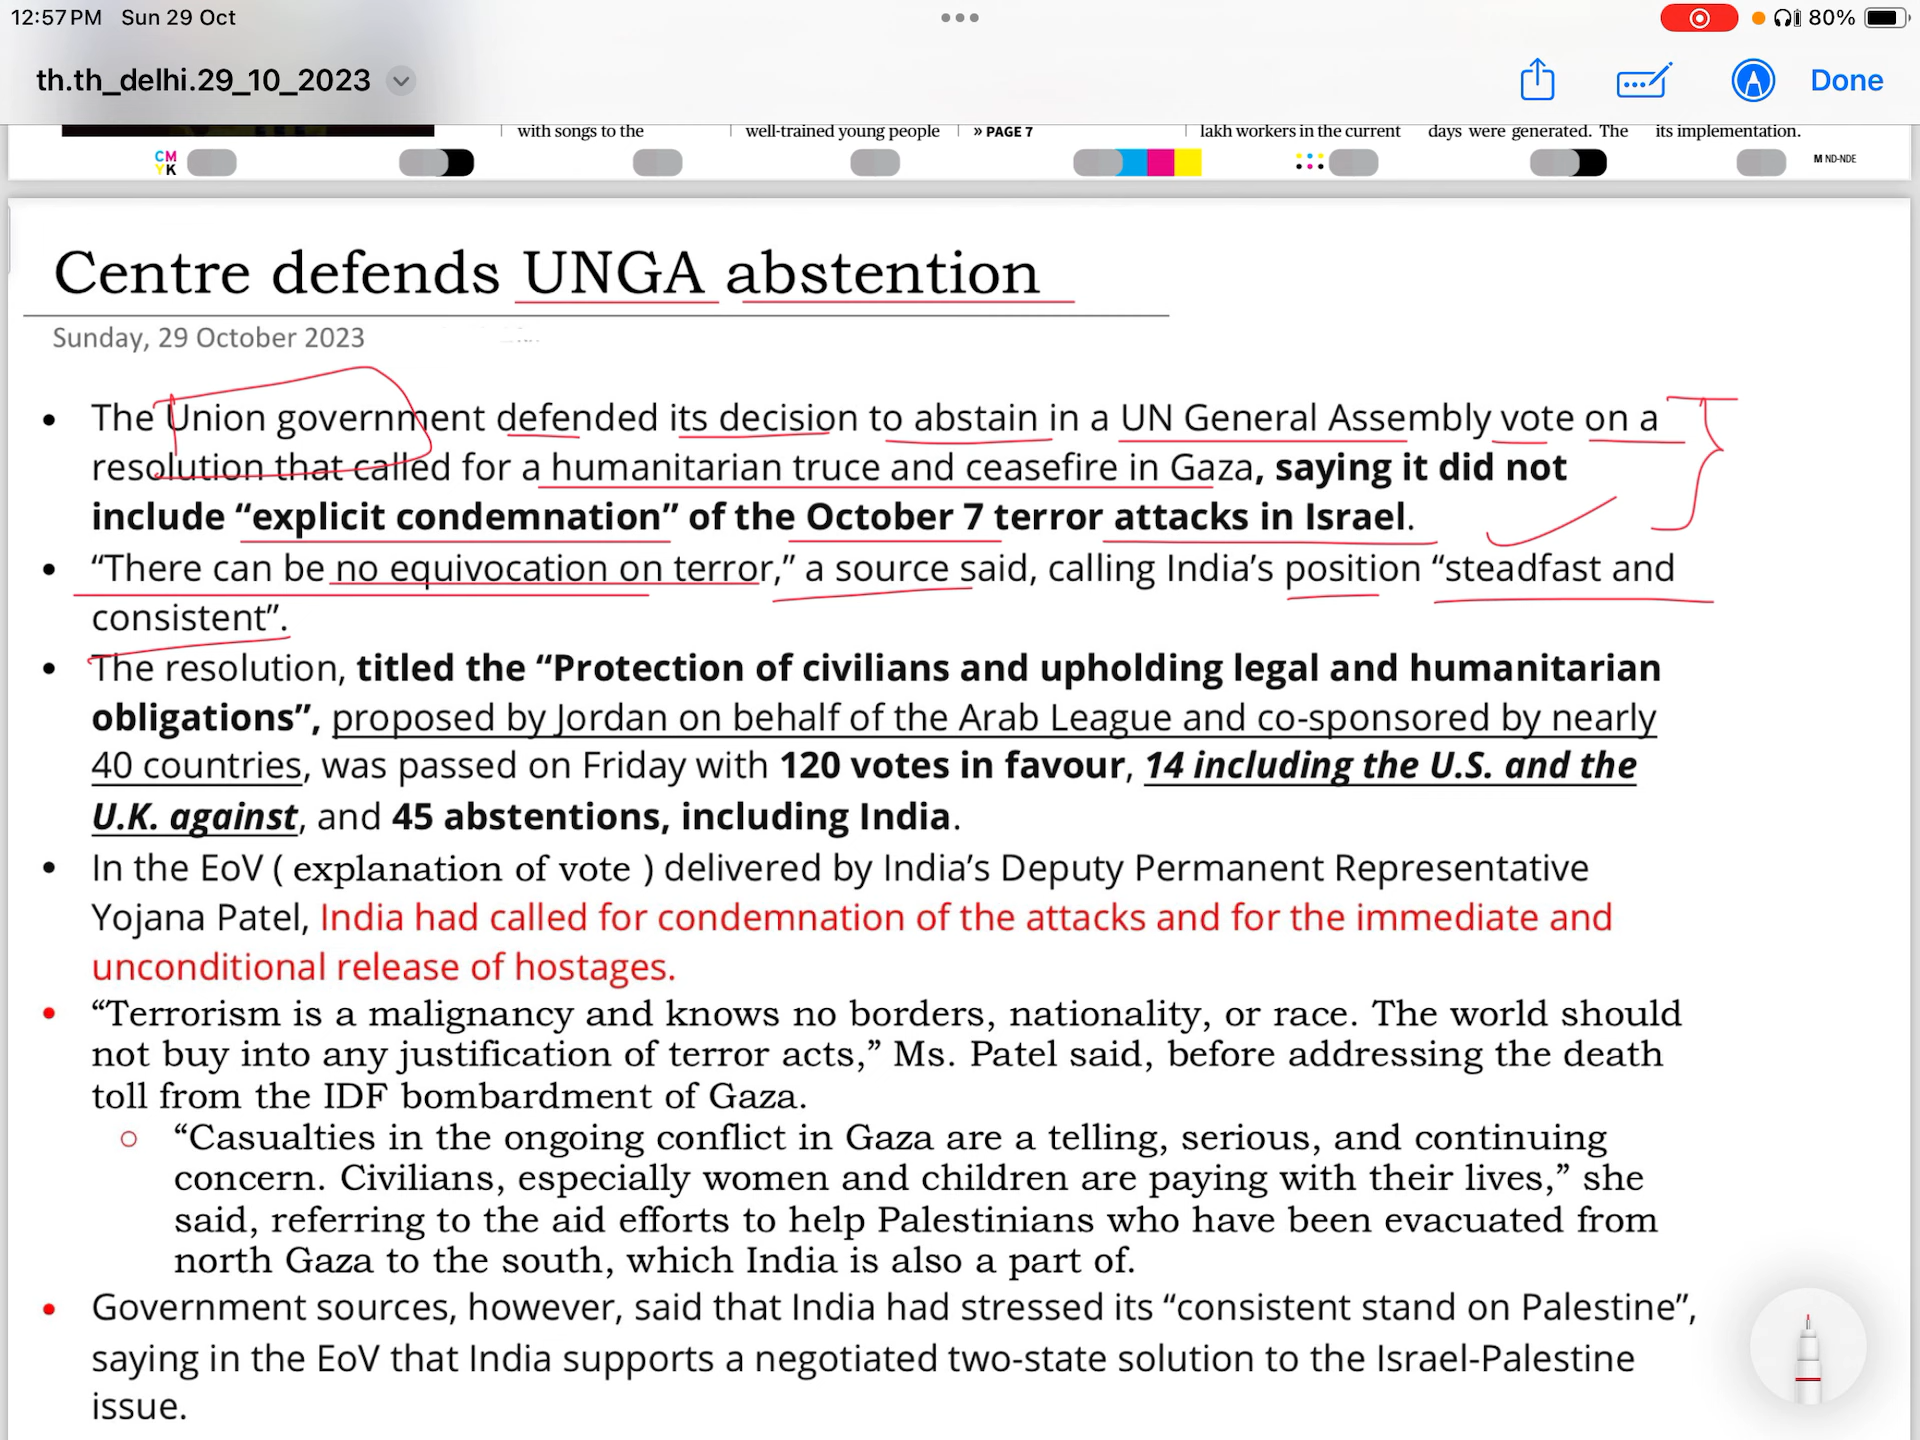 12:57 PM Sun 29 Oct
80%
th.th_delhi.29_10_2023
Done
with songs to the
well-trained young people
» PAGE 7
lakh workers in the current
days were generated. The
its implementation.
CM
YK
M ND-NDE
Centre defends UNGA abstention
Sunday, 29 October 2023
• The Union government defended its decision to abstain in a UN General Assembly vote on a
resolution that called for a humanitarian truce and ceasefire in Gaza, saying it did not
include “explicit condemnation” of the October 7 terror attacks in Israel.
• “There can be no equivocation on terror,” a source said, calling India’s position “steadfast and
consistent”.
• The resolution, titled the “Protection of civilians and upholding legal and humanitarian
obligations”, proposed by Jordan on behalf of the Arab League and co-sponsored by nearly
40 countries, was passed on Friday with 120 votes in favour, 14 including the U.S. and the
U.K. against, and 45 abstentions, including India.
• In the EoV ( explanation of vote ) delivered by India’s Deputy Permanent Representative
Yojana Patel, India had called for condemnation of the attacks and for the immediate and
unconditional release of hostages.
• “Terrorism is a malignancy and knows no borders, nationality, or race. The world should
not buy into any justification of terror acts,” Ms. Patel said, before addressing the death
toll from the IDF bombardment of Gaza.
○ “Casualties in the ongoing conflict in Gaza are a telling, serious, and continuing
concern. Civilians, especially women and children are paying with their lives,” she
said, referring to the aid efforts to help Palestinians who have been evacuated from
north Gaza to the south, which India is also a part of.
• Government sources, however, said that India had stressed its “consistent stand on Palestine”,
saying in the EoV that India supports a negotiated two-state solution to the Israel-Palestine
issue.